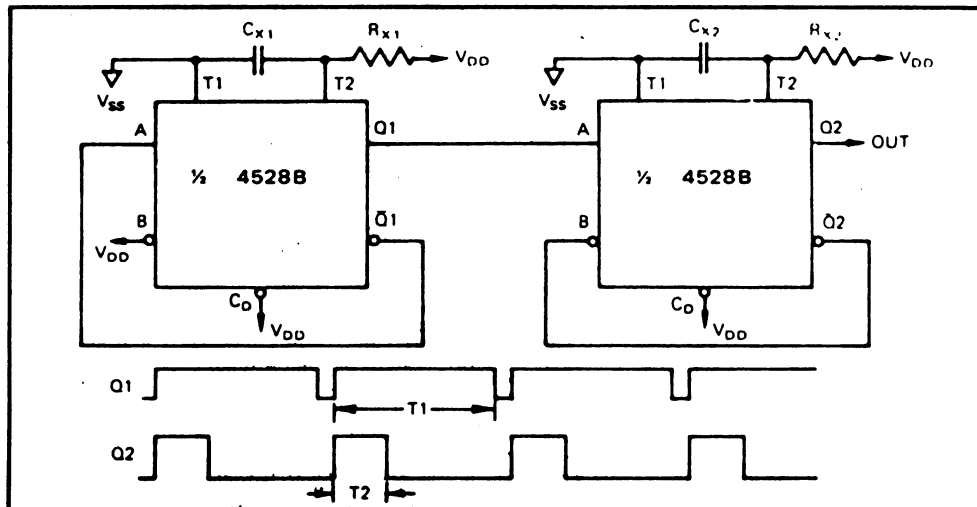 Cx1 Rx1 VDD Cx2 Rx2 VDD
VSS T1 T2 VSS T1 T2
A Q1 A Q2 OUT
½ 4528B ½ 4528B
B Q̄1 B Q̄2
VDD
CD CD
VDD VDD
Q1
T1
Q2
T2